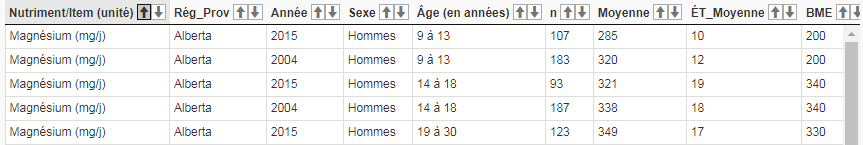 Nutriment/Item (unité) Rég_Prov Année Sexe Âge (en années) n Moyenne ÉT_Moyenne BME
Magnésium (mg/j) Alberta 2015 Hommes 9 à 13 107 285 10 200
Magnésium (mg/j) Alberta 2004 Hommes 9 à 13 183 320 12 200
Magnésium (mg/j) Alberta 2015 Hommes 14 à 18 93 321 19 340
Magnésium (mg/j) Alberta 2004 Hommes 14 à 18 187 338 18 340
Magnésium (mg/j) Alberta 2015 Hommes 19 à 30 123 349 17 330